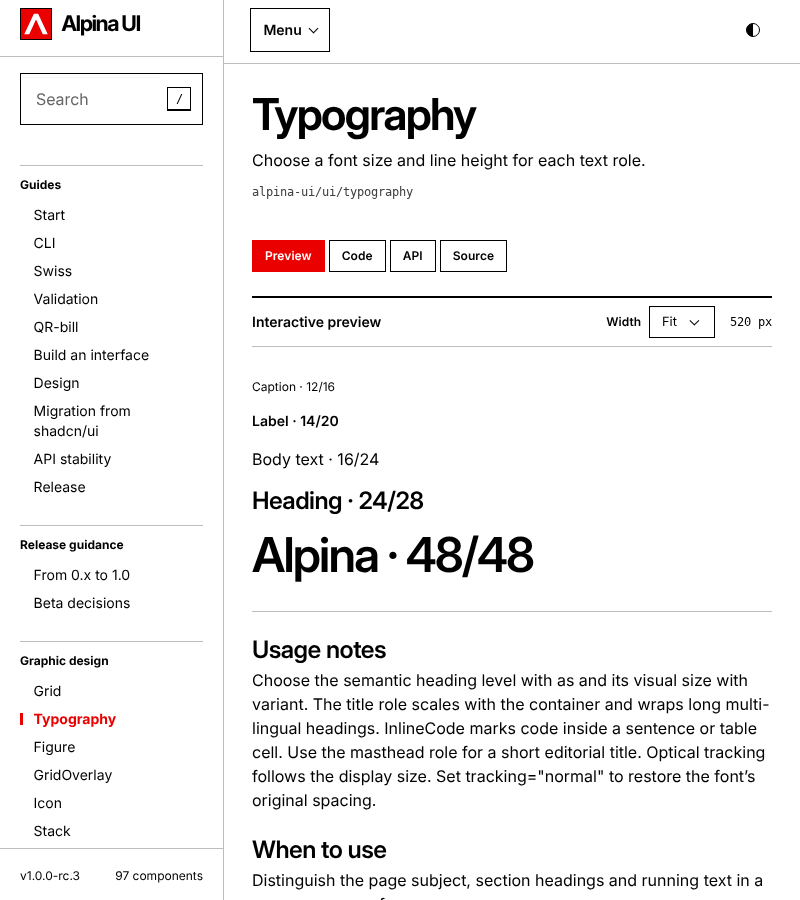 Alpina UI
Search /
Guides
Start
CLI
Swiss
Validation
QR-bill
Build an interface
Design
Migration from
shadcn/ui
API stability
Release
Release guidance
From 0.x to 1.0
Beta decisions
Graphic design
Grid
Typography
Figure
GridOverlay
Icon
Stack
v1.0.0-rc.3 97 components
Menu
Typography
Choose a font size and line height for each text role.
alpina-ui/ui/typography
Preview Code API Source
Interactive preview Width Fit 520 px
Caption · 12/16
Label · 14/20
Body text · 16/24
Heading · 24/28
Alpina · 48/48
Usage notes
Choose the semantic heading level with as and its visual size with
variant. The title role scales with the container and wraps long multi-
lingual headings. InlineCode marks code inside a sentence or table
cell. Use the masthead role for a short editorial title. Optical tracking
follows the display size. Set tracking="normal" to restore the font’s
original spacing.
When to use
Distinguish the page subject, section headings and running text in a